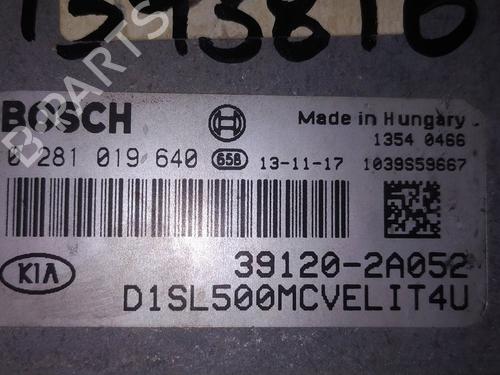 BOSCH
Made in Hungary
1354 0466
0 281 019 640 658 13-11-17 1039S59667
KIA
39120-2A052
D1SL500MCVELIT4U
B-PARTS